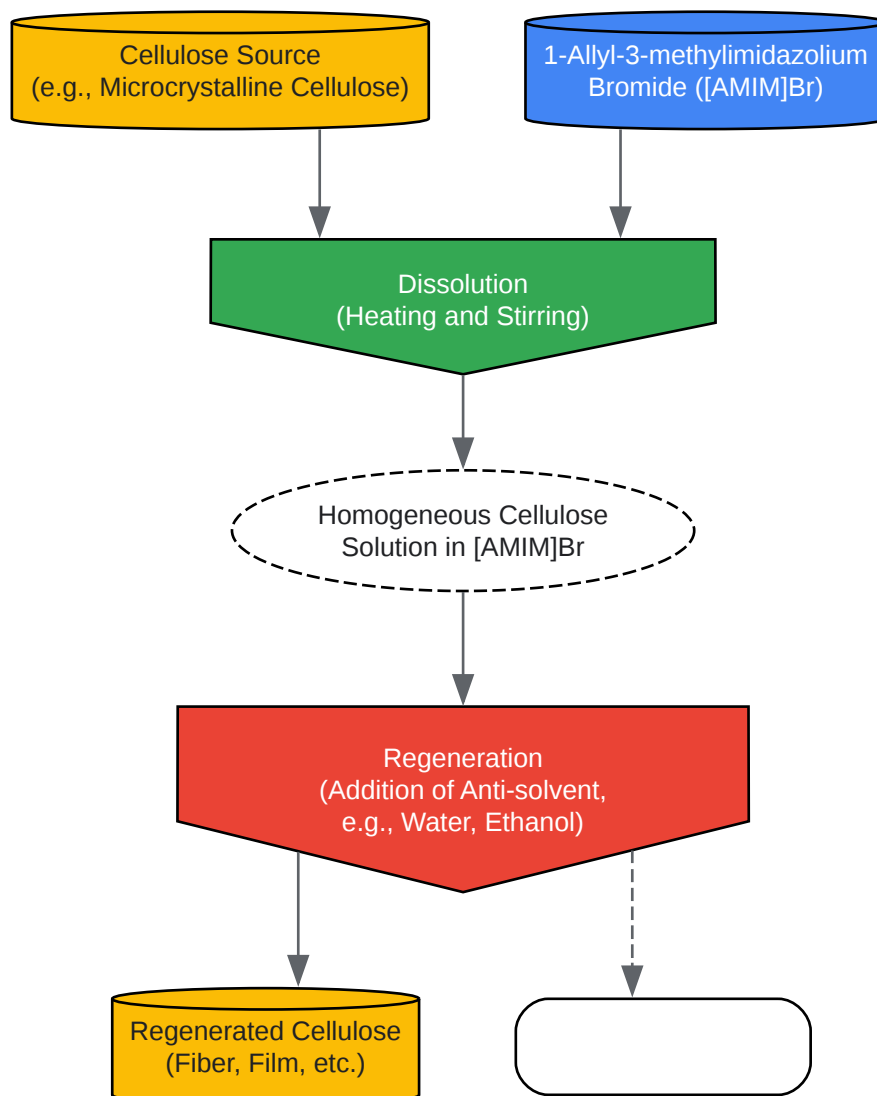 Cellulose Source
(e.g., Microcrystalline Cellulose)
1-Allyl-3-methylimidazolium
Bromide ([AMIM]Br)
Dissolution
(Heating and Stirring)
Homogeneous Cellulose
Solution in [AMIM]Br
Regeneration
(Addition of Anti-solvent,
e.g., Water, Ethanol)
Regenerated Cellulose
(Fiber, Film, etc.)